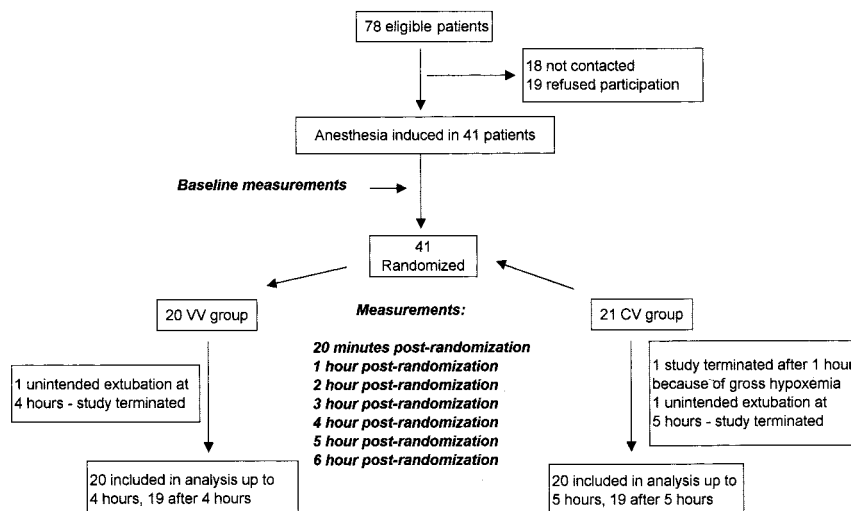 78 eligible patients
18 not contacted
19 refused participation
Anesthesia induced in 41 patients
Baseline measurements
41
Randomized
20 VV group
Measurements:
21 CV group
20 minutes post-randomization
1 hour post-randomization
2 hour post-randomization
3 hour post-randomization
4 hour post-randomization
5 hour post-randomization
6 hour post-randomization
1 unintended extubation at
4 hours - study terminated
1 study terminated after 1 hour
because of gross hypoxemia
1 unintended extubation at
5 hours - study terminated
20 included in analysis up to
4 hours, 19 after 4 hours
20 included in analysis up to
5 hours, 19 after 5 hours